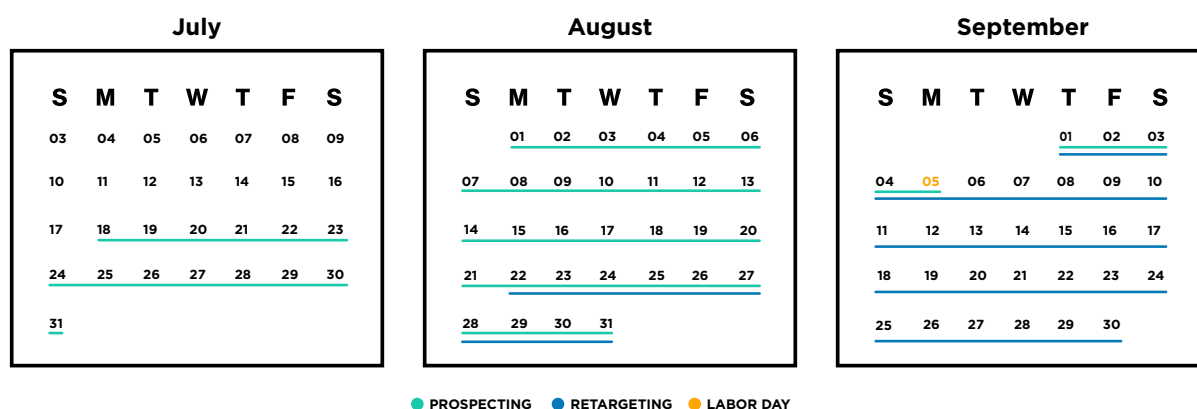 July
S M T W T F S
03 04 05 06 07 08 09
10 11 12 13 14 15 16
17 18 19 20 21 22 23
24 25 26 27 28 29 30
31
August
S M T W T F S
01 02 03 04 05 06
07 08 09 10 11 12 13
14 15 16 17 18 19 20
21 22 23 24 25 26 27
28 29 30 31
September
S M T W T F S
01 02 03
04 05 06 07 08 09 10
11 12 13 14 15 16 17
18 19 20 21 22 23 24
25 26 27 28 29 30
PROSPECTING RETARGETING LABOR DAY